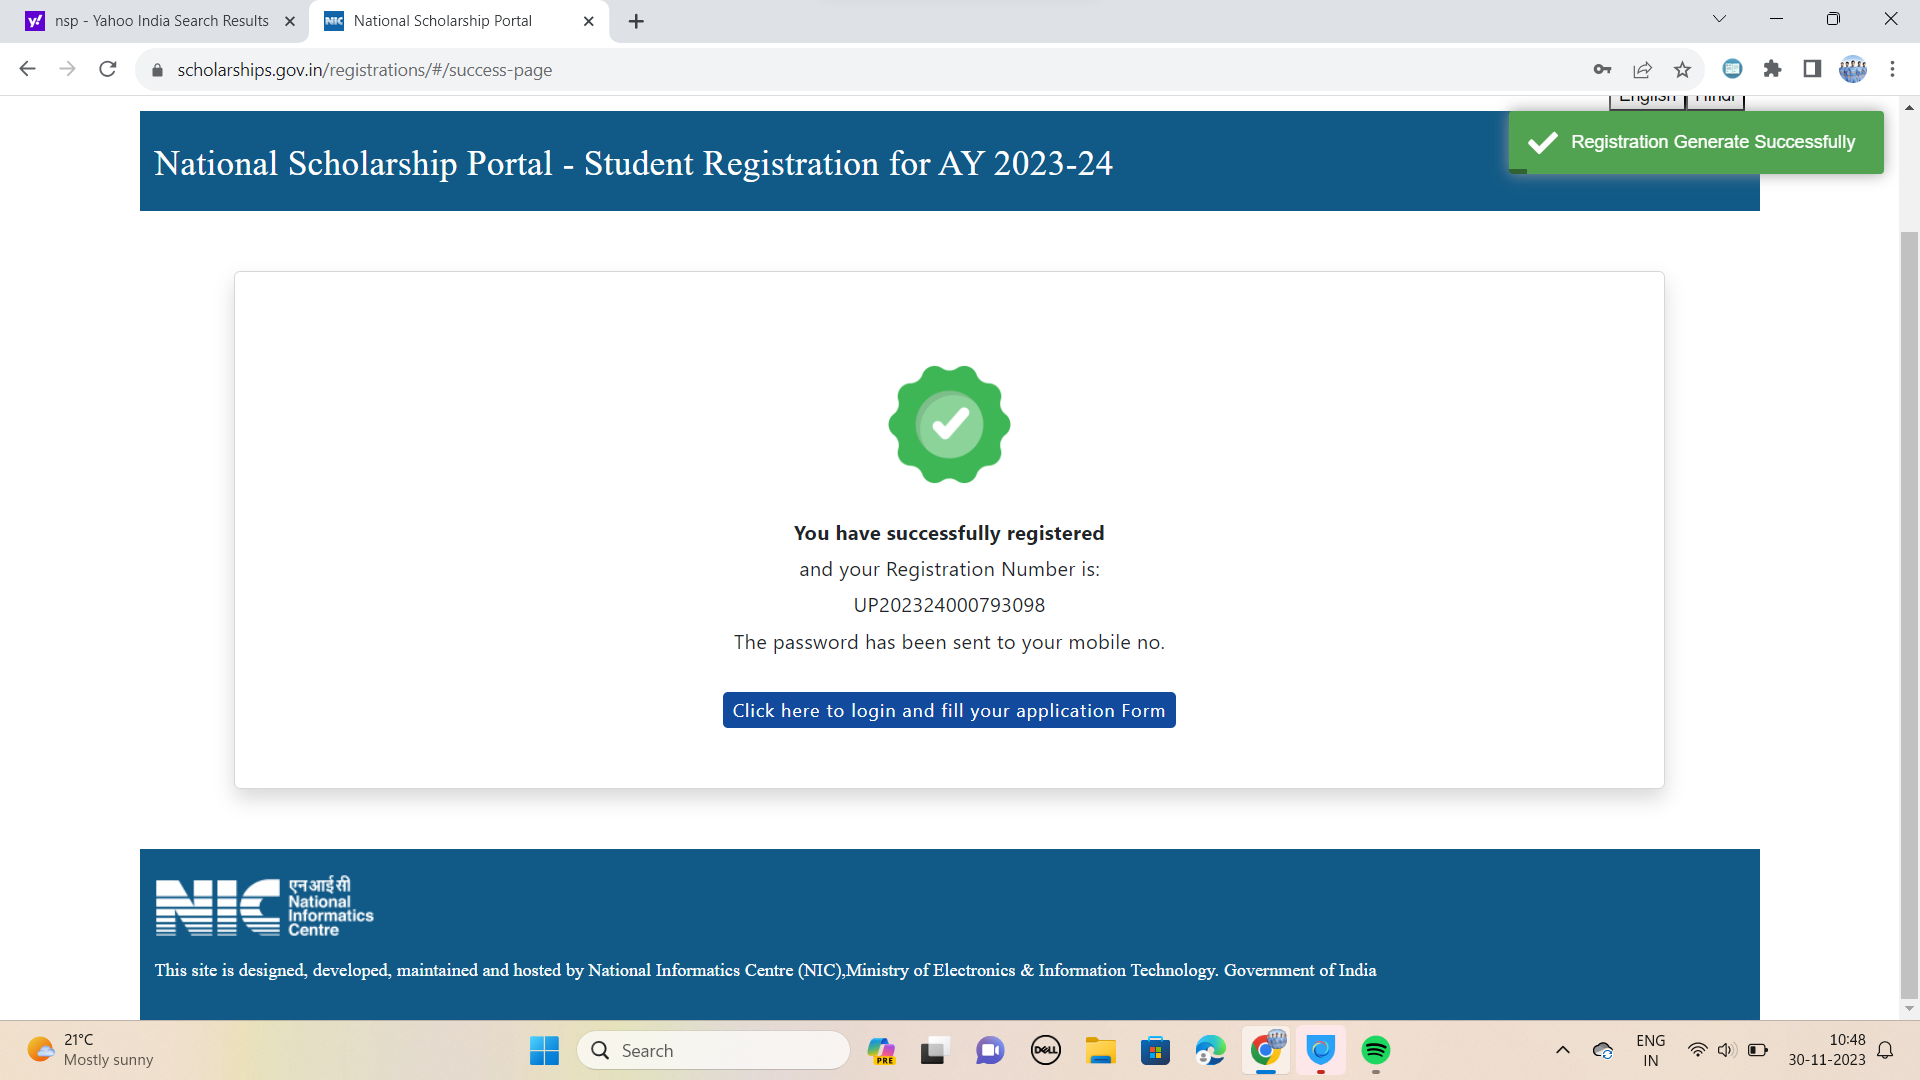 nsp - Yahoo India Search Results
National Scholarship Portal
scholarships.gov.in/registrations/#/success-page
English Hindi
National Scholarship Portal - Student Registration for AY 2023-24
Registration Generate Successfully
You have successfully registered
and your Registration Number is:
UP202324000793098
The password has been sent to your mobile no.
Click here to login and fill your application Form
NIC
एन आई सी
National
Informatics
Centre
This site is designed, developed, maintained and hosted by National Informatics Centre (NIC),Ministry of Electronics & Information Technology. Government of India
21°C
Mostly sunny
Search
PRE
DELL
ENG
IN
10:48
30-11-2023